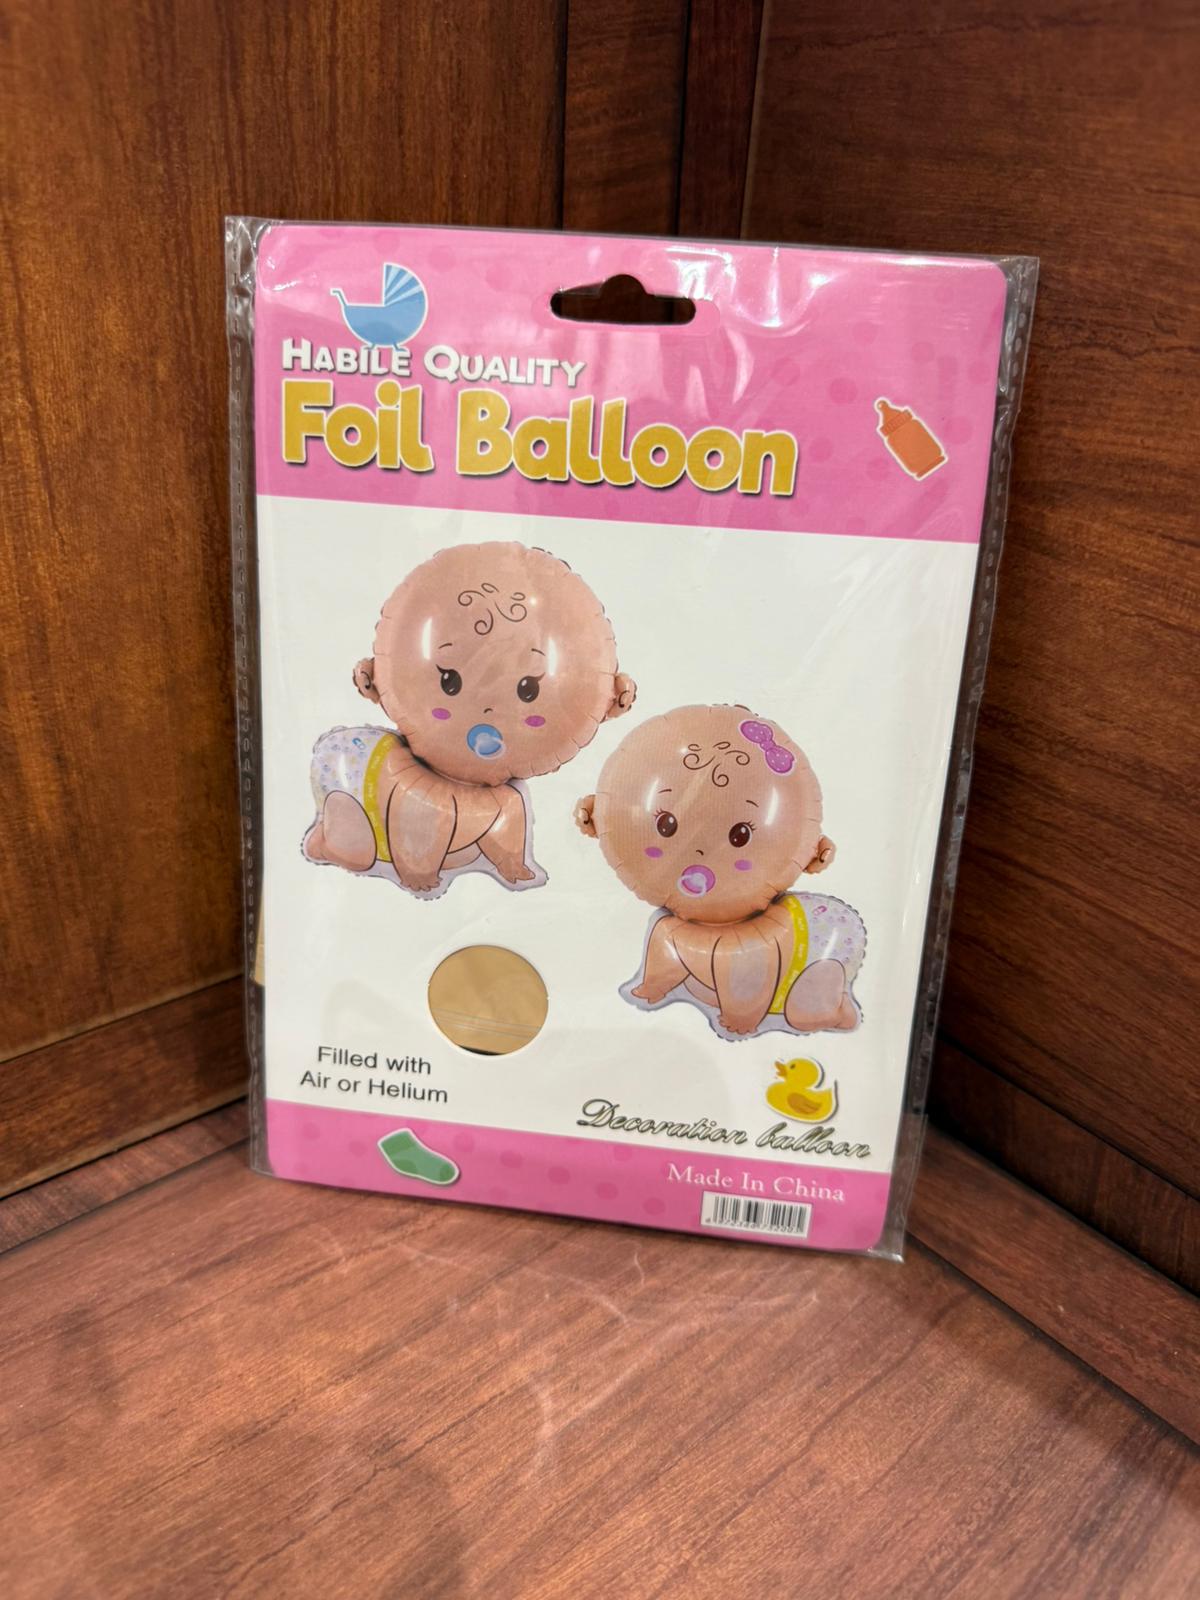 HABILE QUALITY
Foil Balloon
Filled with
Air or Helium
Decoration balloon
Made In China